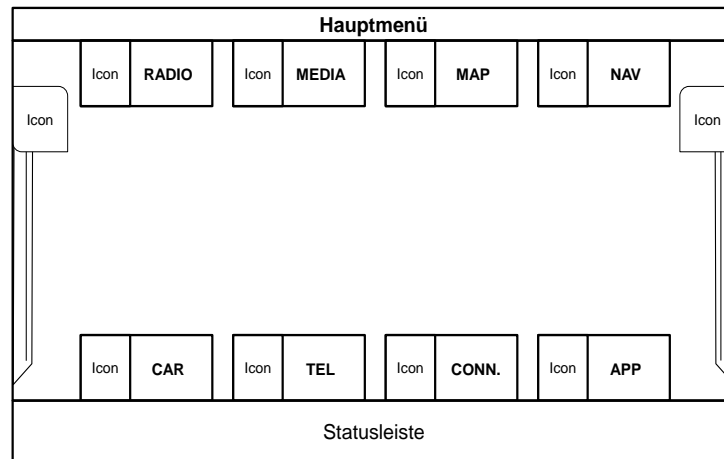 Hauptmenü
Icon RADIO Icon MEDIA Icon MAP Icon NAV
Icon Icon
Icon CAR Icon TEL Icon CONN. Icon APP
Statusleiste